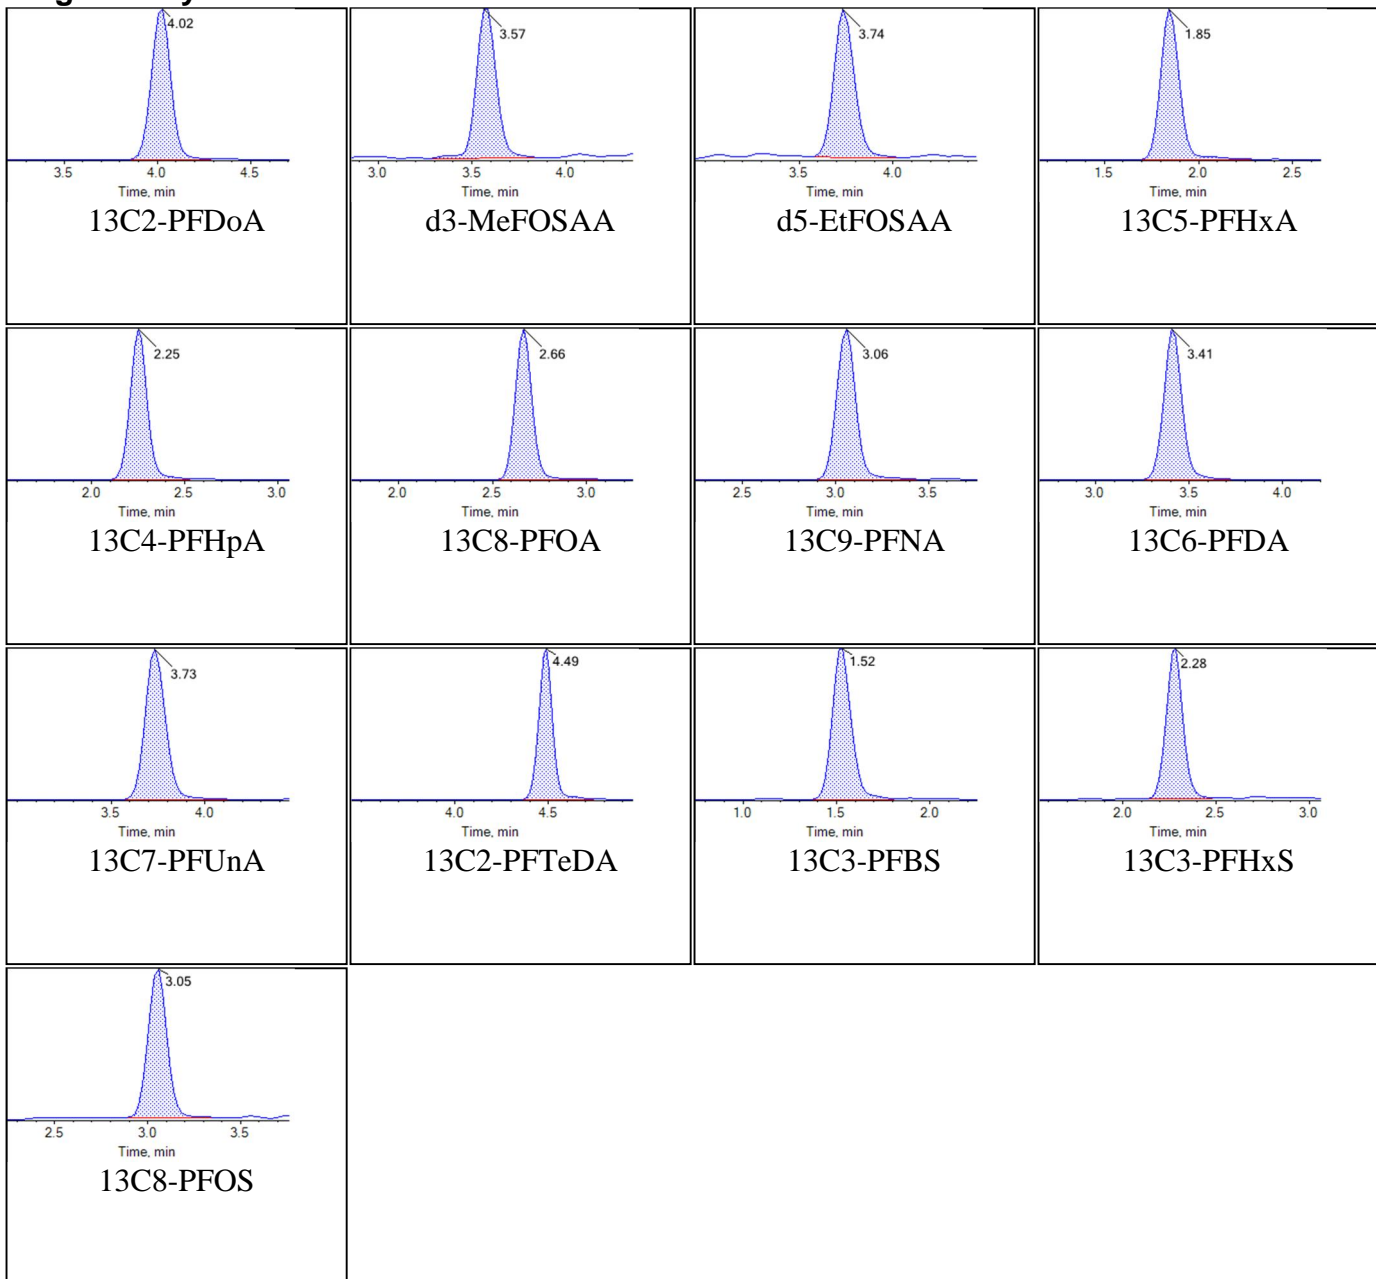 4.02
3.5 4.0 4.5
Time, min
13C2-PFDoA
3.57
3.0 3.5 4.0
Time, min
d3-MeFOSAA
3.74
3.5 4.0
Time, min
d5-EtFOSAA
1.85
1.5 2.0 2.5
Time, min
13C5-PFHxA
2.25
2.0 2.5 3.0
Time, min
13C4-PFHpA
2.66
2.0 2.5 3.0
Time, min
13C8-PFOA
3.06
2.5 3.0 3.5
Time, min
13C9-PFNA
3.41
3.0 3.5 4.0
Time, min
13C6-PFDA
3.73
3.5 4.0
Time, min
13C7-PFUnA
4.49
4.0 4.5
Time, min
13C2-PFTeDA
1.52
1.0 1.5 2.0
Time, min
13C3-PFBS
2.28
2.0 2.5 3.0
Time, min
13C3-PFHxS
3.05
2.5 3.0 3.5
Time, min
13C8-PFOS